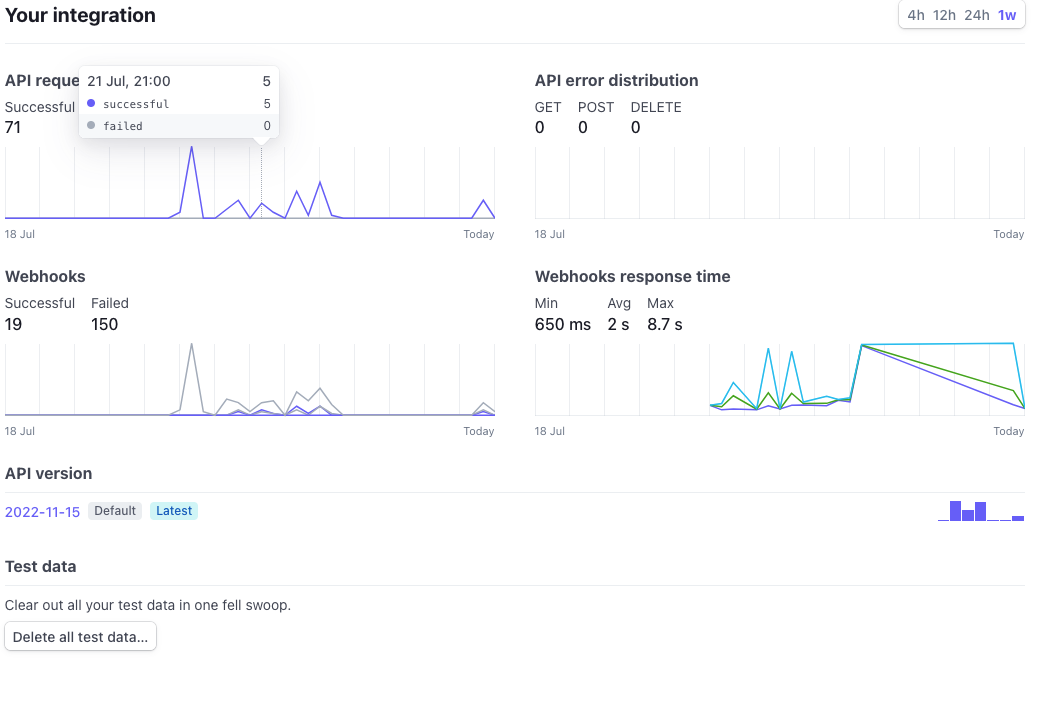 Your integration
4h 12h 24h 1w
API reque
21 Jul, 21:00 5
successful 5
failed 0
Successful
71
18 Jul Today
API error distribution
GET POST DELETE
0 0 0
18 Jul Today
Webhooks
Successful Failed
19 150
18 Jul Today
Webhooks response time
Min Avg Max
650 ms 2 s 8.7 s
18 Jul Today
API version
2022-11-15 Default Latest
Test data
Clear out all your test data in one fell swoop.
Delete all test data...